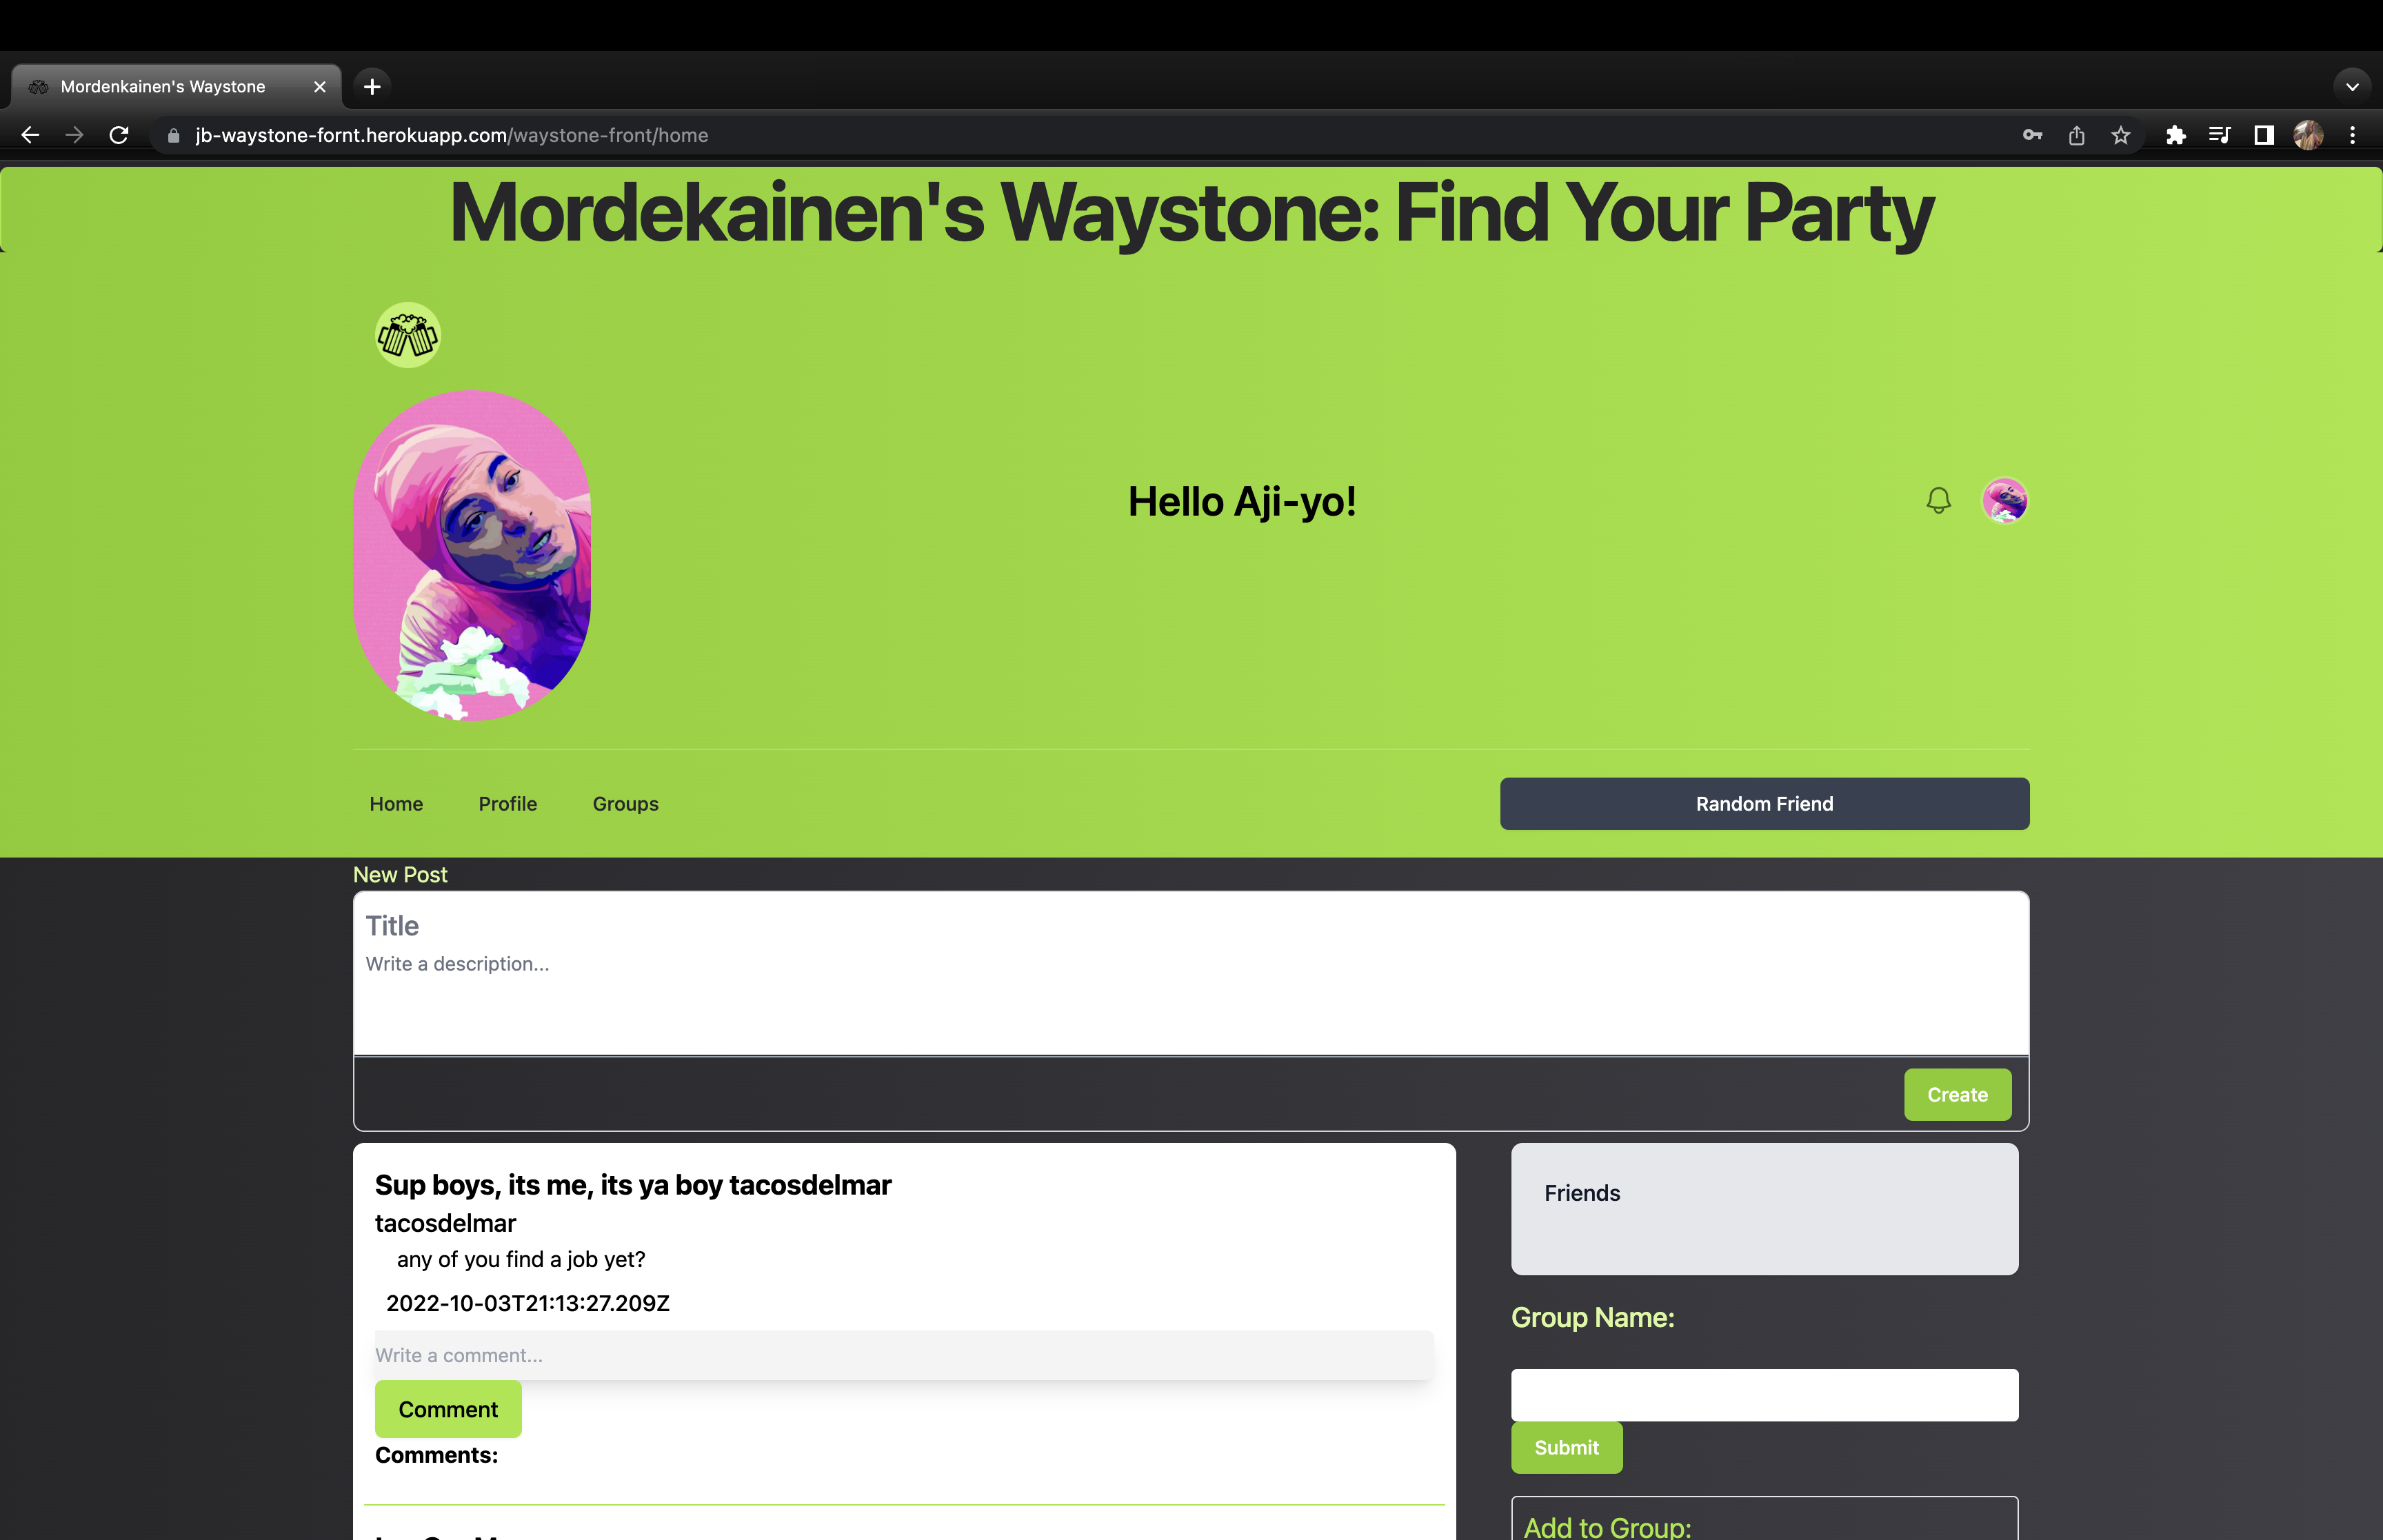 Mordenkainen's Waystone
jb-waystone-fornt.herokuapp.com/waystone-front/home
Mordekainen's Waystone: Find Your Party
Hello Aji-yo!
Home Profile Groups Random Friend
New Post
Title
Write a description...
Create
Sup boys, its me, its ya boy tacosdelmar
tacosdelmar
any of you find a job yet?
2022-10-03T21:13:27.209Z
Write a comment...
Comment
Comments:
Friends
Group Name:
Submit
Add to Group: